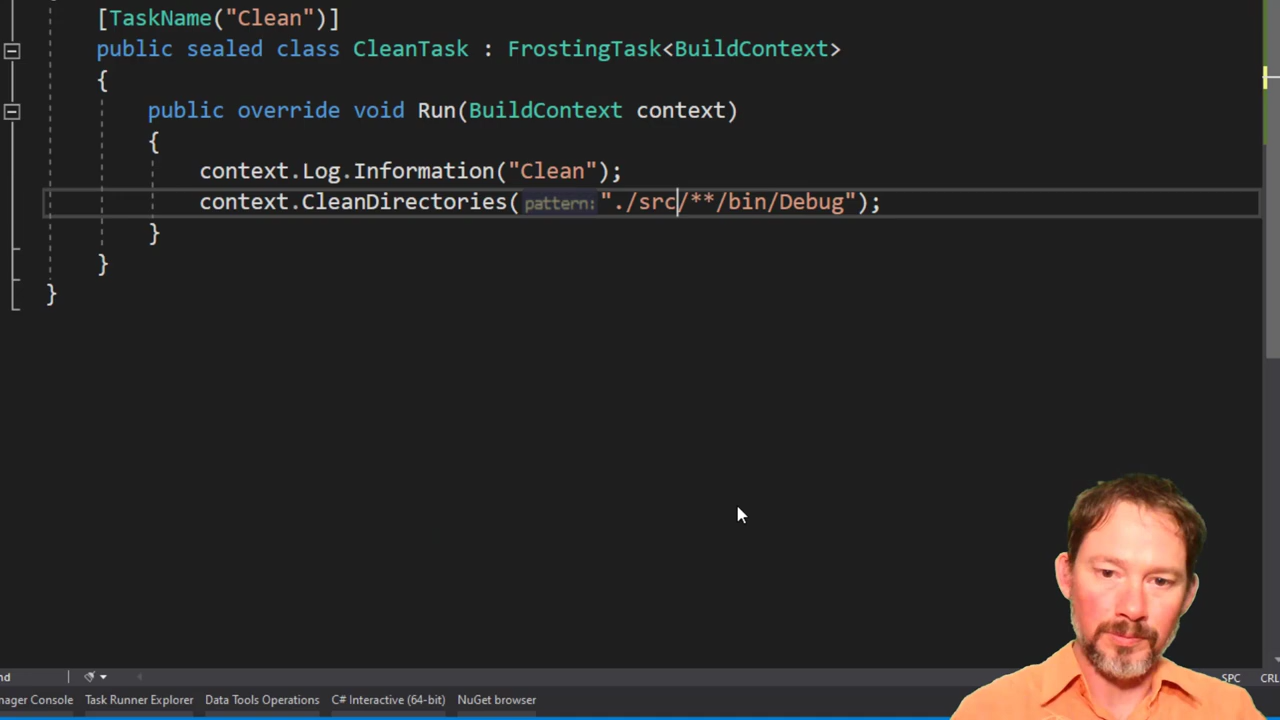 [TaskName("Clean")]
public sealed class CleanTask : FrostingTask<BuildContext>
{
public override void Run(BuildContext context)
{
context.Log.Information("Clean");
context.CleanDirectories(pattern:"./src/**/bin/Debug");
}
}
}
nd
SPC CRL
nager Console Task Runner Explorer Data Tools Operations C# Interactive (64-bit) NuGet browser